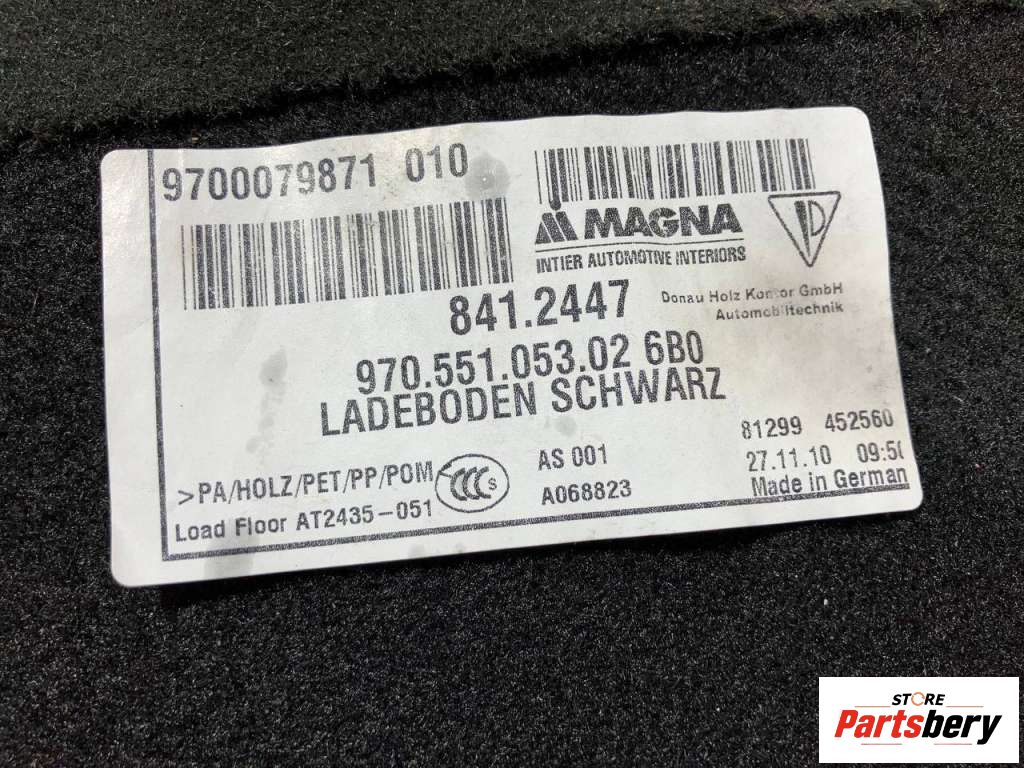 9700079871 010
MAGNA
INTIER AUTOMOTIVE INTERIORS
841.2447
Donau Holz Kontor GmbH
Automobiltechnik
970.551.053.02 6B0
LADEBODEN SCHWARZ
81299 452560
>PA/HOLZ/PET/PP/POM
CCC S
AS 001
27.11.10
Load Floor AT2435-051
A068823
Made in German
STORE
Partsbery